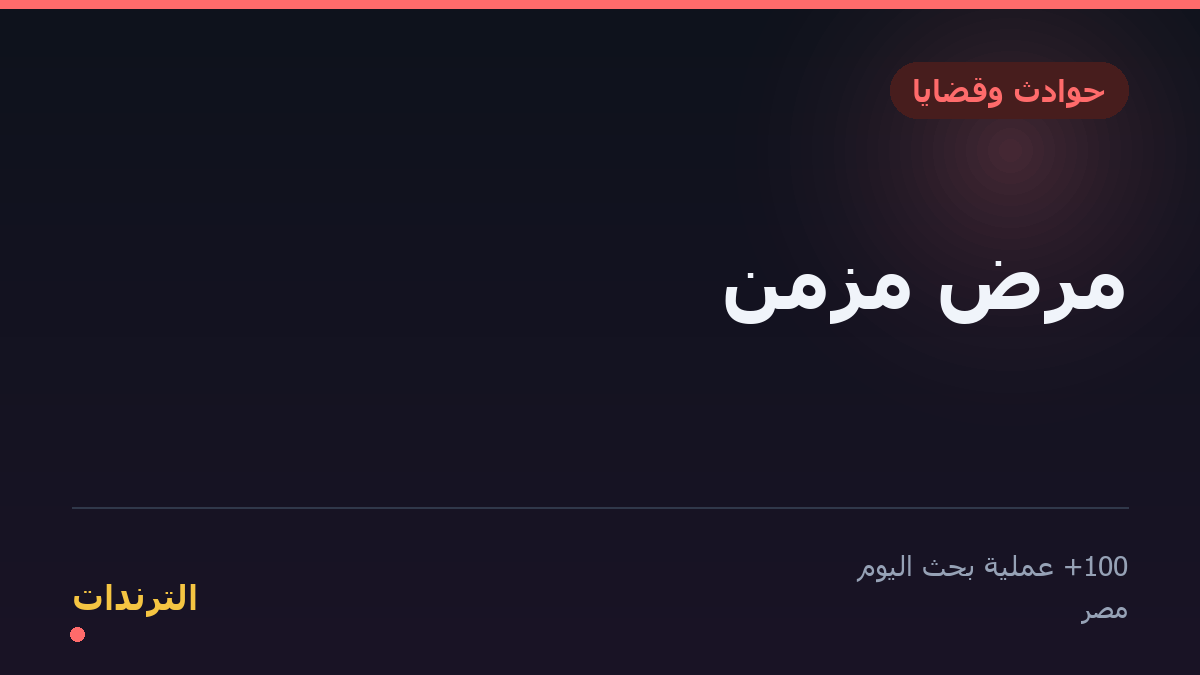 حوادث وقضايا
مرض مزمن
100+ عملية بحث اليوم
مصر
الترندات